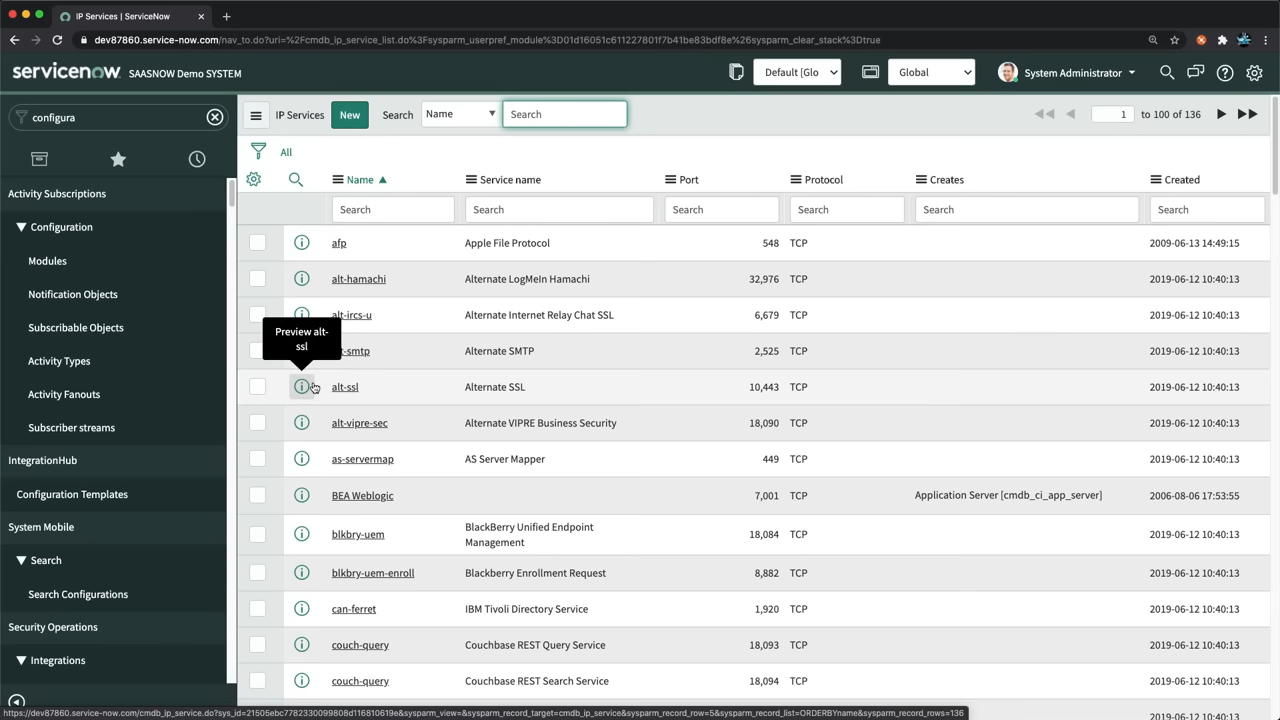 IP Services | ServiceNow
dev87860.service-now.com/nav_to.do?uri=%2Fcmdb_ip_service_list.do%3Fsysparm_userpref_module%3D01d16051c611227801f7b41be83bdf8e%26sysparm_clear_stack%3Dtrue
servicenow SAASNOW Demo SYSTEM Default [Glo Global System Administrator
configura
IP Services New Search Name Search 1 to 100 of 136
All
Name Service name Port Protocol Creates Created
Search Search Search Search Search Search
afp Apple File Protocol 548 TCP 2009-06-13 14:49:15
alt-hamachi Alternate LogMeIn Hamachi 32,976 TCP 2019-06-12 10:40:13
alt-ircs-u Alternate Internet Relay Chat SSL 6,679 TCP 2019-06-12 10:40:13
Preview alt-
ssl
t-smtp Alternate SMTP 2,525 TCP 2019-06-12 10:40:13
alt-ssl Alternate SSL 10,443 TCP 2019-06-12 10:40:13
alt-vipre-sec Alternate VIPRE Business Security 18,090 TCP 2019-06-12 10:40:13
as-servermap AS Server Mapper 449 TCP 2019-06-12 10:40:13
BEA Weblogic 7,001 TCP Application Server [cmdb_ci_app_server] 2006-08-06 17:53:55
blkbry-uem BlackBerry Unified Endpoint
Management 18,084 TCP 2019-06-12 10:40:13
blkbry-uem-enroll Blackberry Enrollment Request 8,882 TCP 2019-06-12 10:40:13
can-ferret IBM Tivoli Directory Service 1,920 TCP 2019-06-12 10:40:13
couch-query Couchbase REST Query Service 18,093 TCP 2019-06-12 10:40:13
couch-query Couchbase REST Search Service 18,094 TCP 2019-06-12 10:40:13
Activity Subscriptions
Configuration
Modules
Notification Objects
Subscribable Objects
Activity Types
Activity Fanouts
Subscriber streams
IntegrationHub
Configuration Templates
System Mobile
Search
Search Configurations
Security Operations
Integrations
https://dev87860.service-now.com/cmdb_ip_service.do?sys_id=21505ebc7782330099808d116810619e&sysparm_view=&sysparm_record_target=cmdb_ip_service&sysparm_record_row=5&sysparm_record_list=ORDERBYname&sysparm_record_rows=136